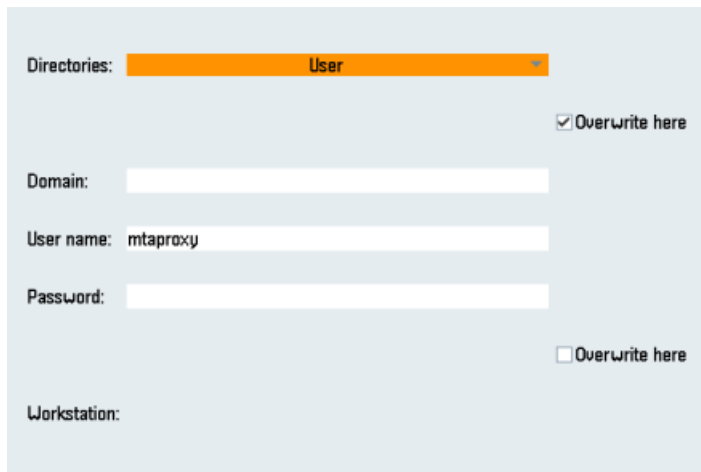 Directories: User
Overwrite here
Domain:
User name: mtaproxy
Password:
Overwrite here
Workstation: